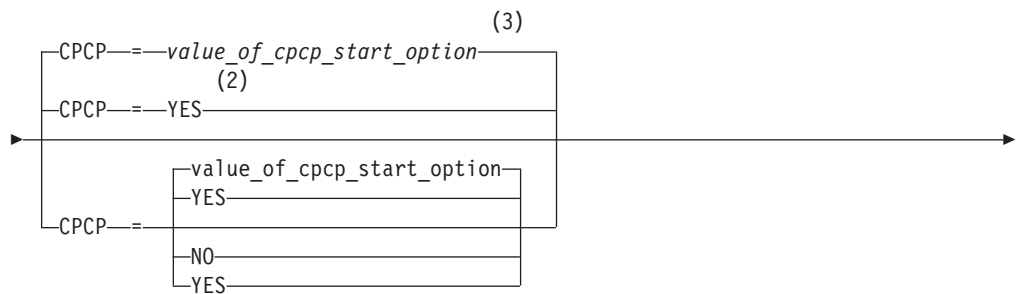 (3)
CPCP = value_of_cpcp_start_option
(2)
CPCP = YES
value_of_cpcp_start_option
YES
CPCP =
NO
YES